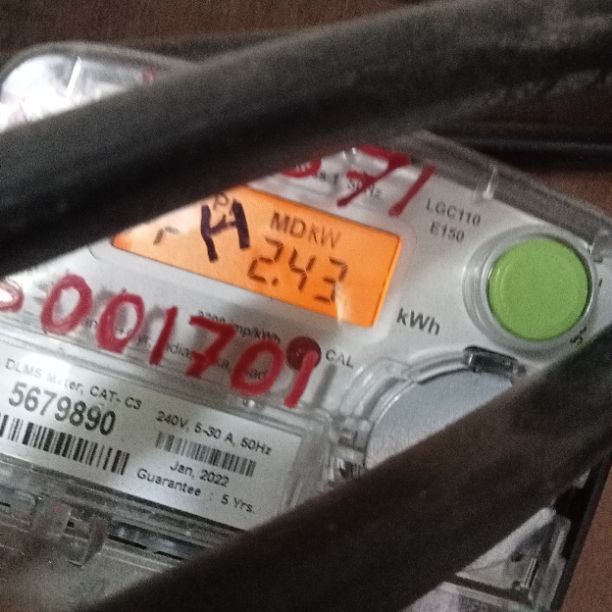 71
LGC110
E150
MDkW
H
2.43
kWh
001701
CAL
DLMS Meter, CAT- C3
5679890
240V, 5-30 A, 50Hz
Jan, 2022
Guarantee : 5 Yrs.